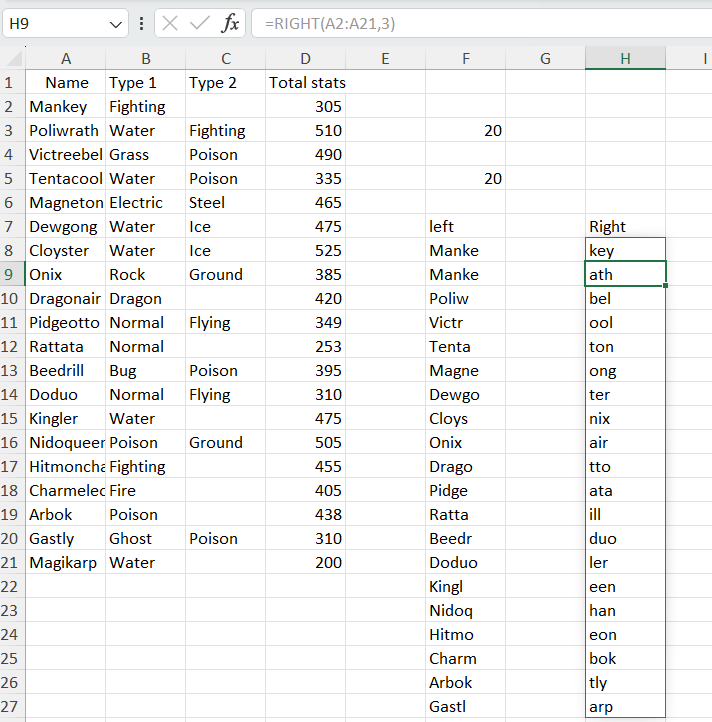 H9 fx =RIGHT(A2:A21,3)
A B C D E F G H I
1 Name Type 1 Type 2 Total stats
2 Mankey Fighting 305
3 Poliwrath Water Fighting 510 20
4 Victreebel Grass Poison 490
5 Tentacool Water Poison 335 20
6 Magneton Electric Steel 465
7 Dewgong Water Ice 475 left Right
8 Cloyster Water Ice 525 Manke key
9 Onix Rock Ground 385 Manke ath
10 Dragonair Dragon 420 Poliw bel
11 Pidgeotto Normal Flying 349 Victr ool
12 Rattata Normal 253 Tenta ton
13 Beedrill Bug Poison 395 Magne ong
14 Doduo Normal Flying 310 Dewgo ter
15 Kingler Water 475 Cloys nix
16 Nidoqueer Poison Ground 505 Onix air
17 Hitmoncha Fighting 455 Drago tto
18 Charmelec Fire 405 Pidge ata
19 Arbok Poison 438 Ratta ill
20 Gastly Ghost Poison 310 Beedr duo
21 Magikarp Water 200 Doduo ler
22 Kingl een
23 Nidoq han
24 Hitmo eon
25 Charm bok
26 Arbok tly
27 Gastl arp